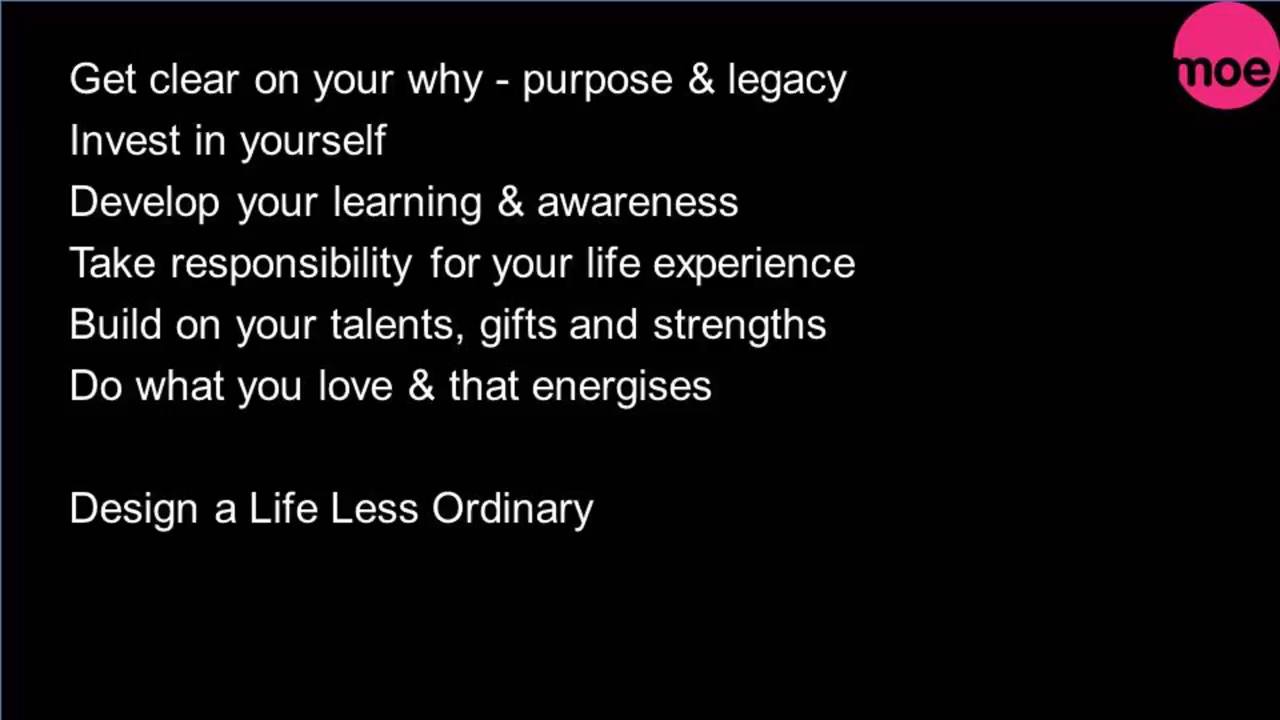 moe
Get clear on your why - purpose & legacy
Invest in yourself
Develop your learning & awareness
Take responsibility for your life experience
Build on your talents, gifts and strengths
Do what you love & that energises
Design a Life Less Ordinary